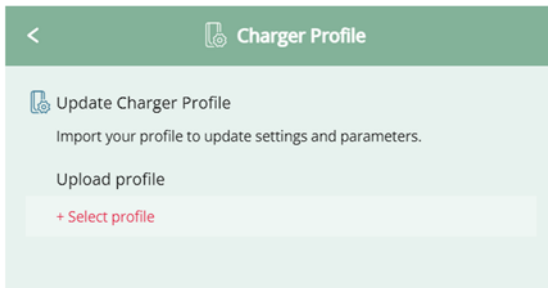 Charger Profile
Update Charger Profile
Import your profile to update settings and parameters.
Upload profile
+ Select profile